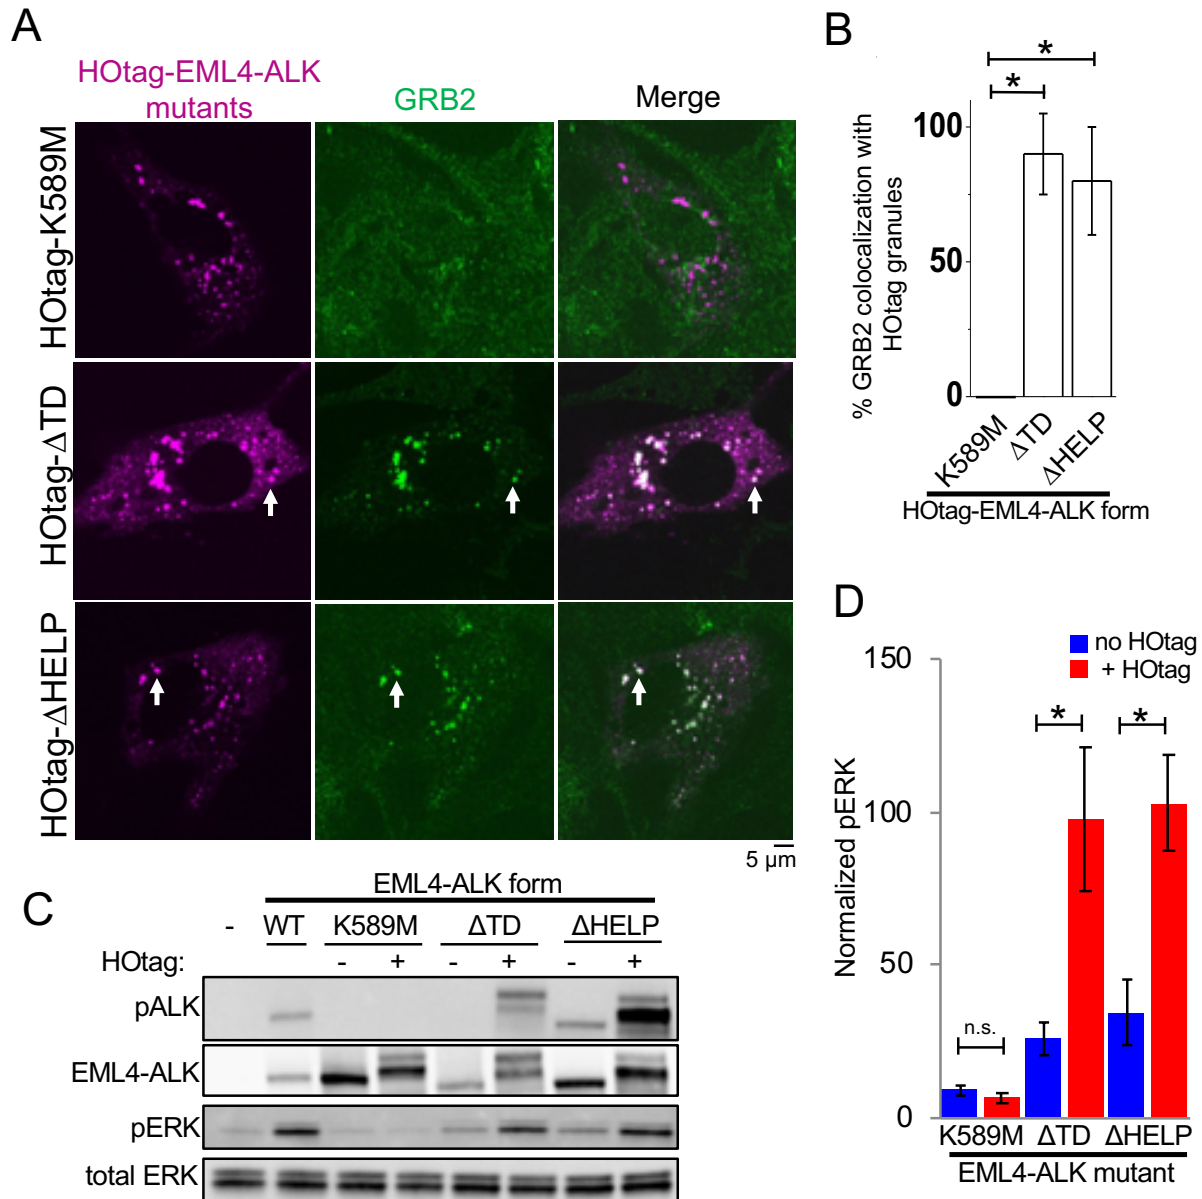 A
HOtag-EML4-ALK
mutants
GRB2
Merge
HOtag-K589M
HOtag-ΔTD
HOtag-ΔHELP
5 µm
B
*
*
% GRB2 colocalization with
HOtag granules
100
50
0
K589M
ΔTD
ΔHELP
HOtag-EML4-ALK form
C
EML4-ALK form
- WT K589M ΔTD ΔHELP
HOtag: - + - + - +
pALK
EML4-ALK
pERK
total ERK
D
no HOtag
+ HOtag
Normalized pERK
150
100
50
0
n.s.
*
*
K589M ΔTD ΔHELP
EML4-ALK mutant